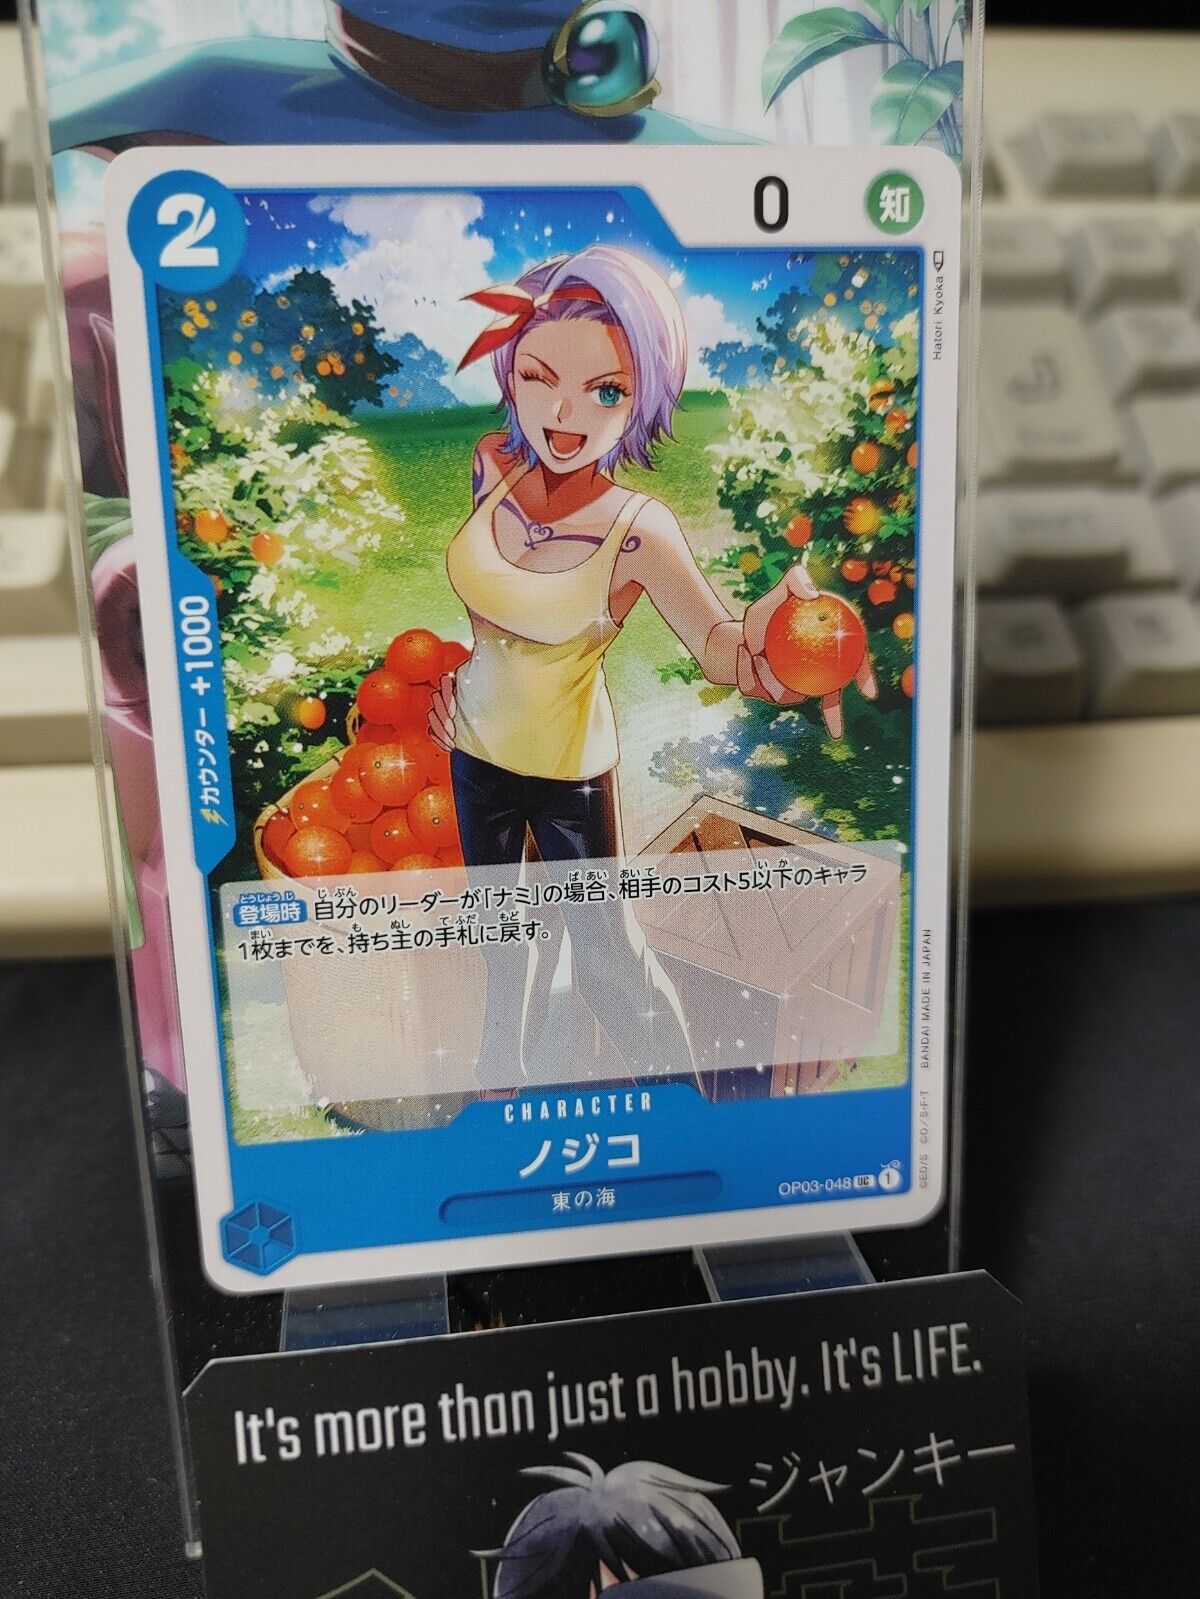 2
0
知
Hatori Kyoka
カウンター +1000
登場時 自分のリーダーが「ナミ」の場合、相手のコスト5以下のキャラ
1枚までを、持ち主の手札に戻す。
CHARACTER
ノジコ
東の海
OP03-048 UC 1
©E.O/S ©O/S・F・T BANDAI MADE IN JAPAN
It's more than just a hobby. It's LIFE.
ジャンキー